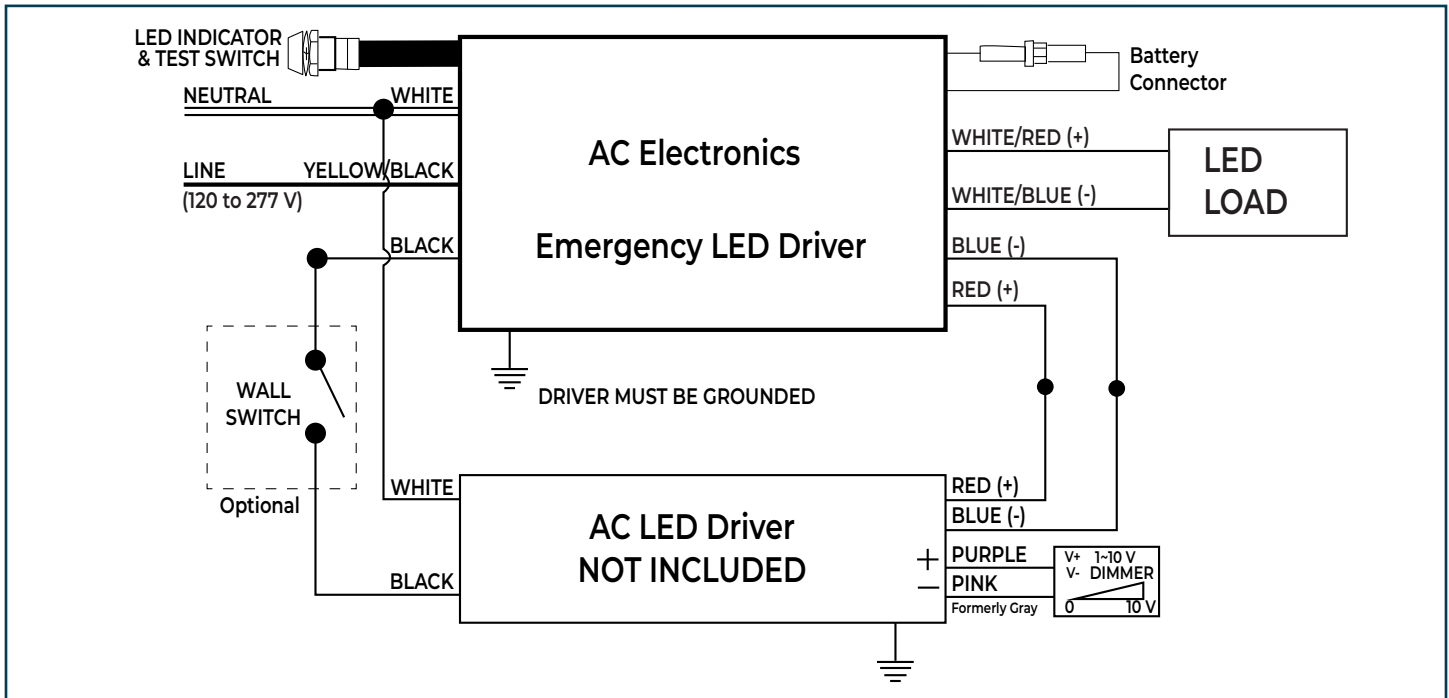 LED INDICATOR
& TEST SWITCH
Battery
Connector
NEUTRAL
WHITE
AC Electronics
WHITE/RED (+)
LED
LOAD
LINE
YELLOW/BLACK
(120 to 277 V)
WHITE/BLUE (-)
BLACK
Emergency LED Driver
BLUE (-)
RED (+)
DRIVER MUST BE GROUNDED
WALL
SWITCH
Optional
WHITE
AC LED Driver
NOT INCLUDED
RED (+)
BLUE (-)
BLACK
+ PURPLE
− PINK
Formerly Gray
V+ 1~10 V
V- DIMMER
0 10 V